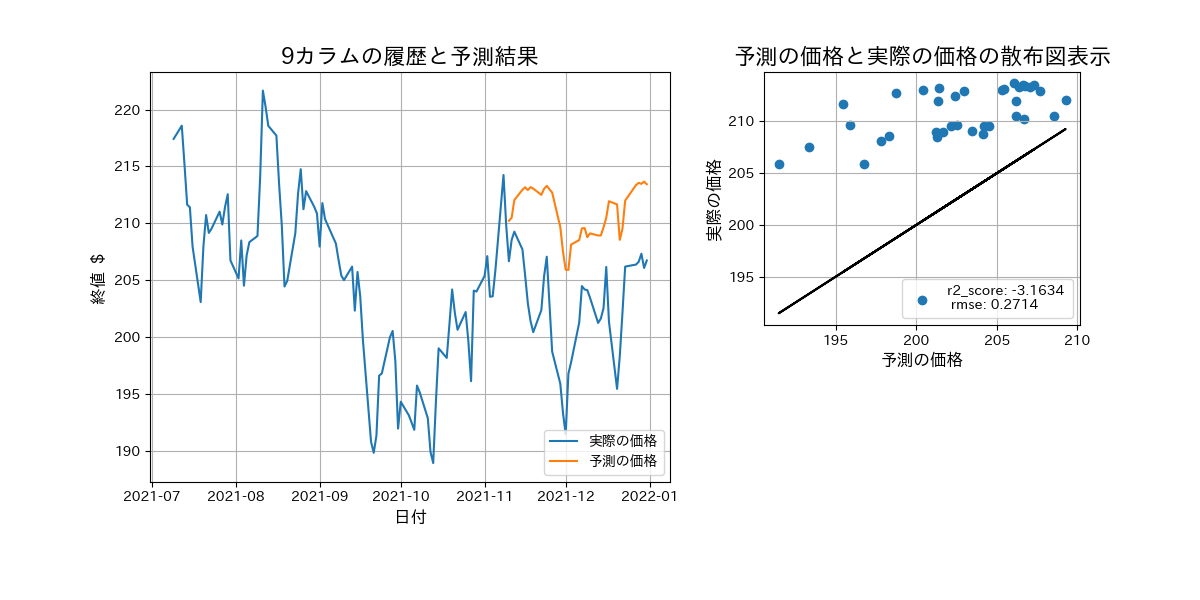 9カラムの履歴と予測結果
終値 $
220
215
210
205
200
195
190
2021-07 2021-08 2021-09 2021-10 2021-11 2021-12 2022-01
日付
実際の価格
予測の価格
予測の価格と実際の価格の散布図表示
実際の価格
210
205
200
195
195 200 205 210
予測の価格
r2_score: -3.1634
rmse: 0.2714